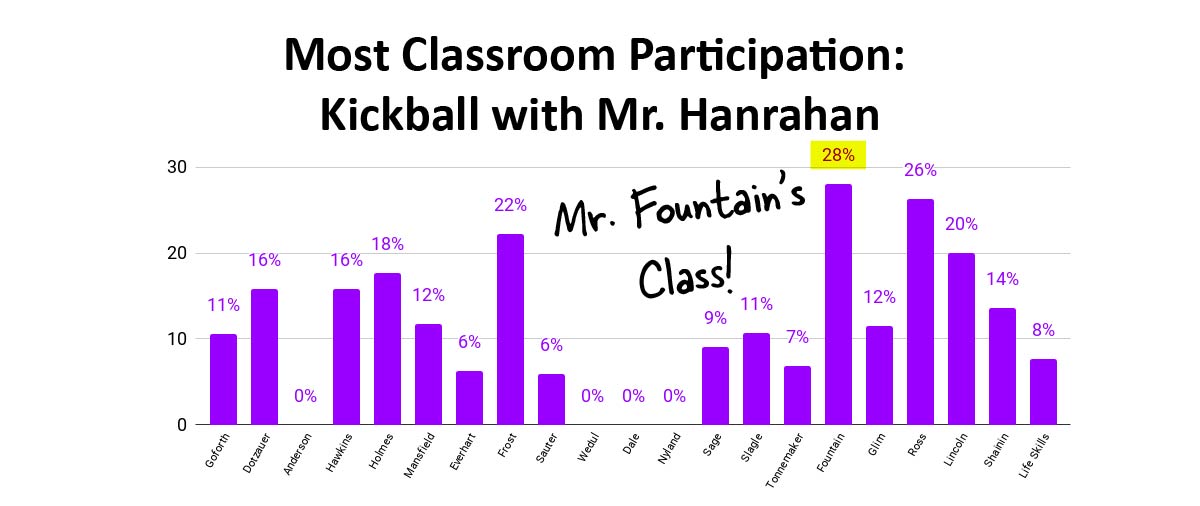 Most Classroom Participation:
Kickball with Mr. Hanrahan
30
20
10
0
11%
16%
0%
16%
18%
12%
6%
22%
6%
0%
0%
0%
9%
11%
7%
28%
12%
26%
20%
14%
8%
Mr. Fountain's
Class!
Goforth
Dotzauer
Anderson
Hawkins
Holmes
Mansfield
Everhart
Frost
Sauter
Wedul
Dale
Nyland
Sage
Slagle
Tonnemaker
Fountain
Glim
Ross
Lincoln
Shainin
Life Skills